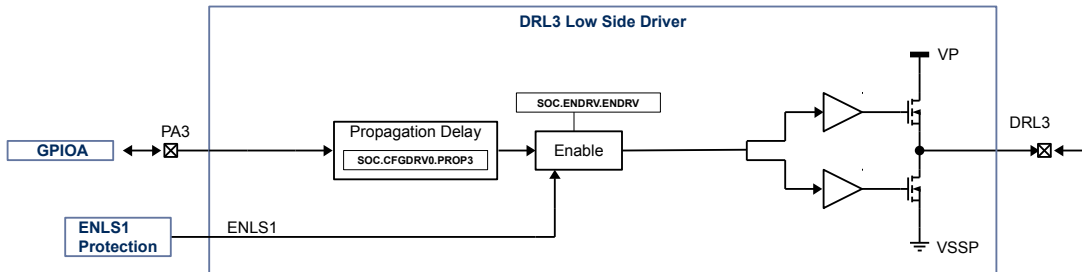 DRL3 Low Side Driver
VP
SOC.ENDRV.ENDRV
PA3
Propagation Delay
DRL3
GPIOA
SOC.CFGDRV0.PROP3
Enable
ENLS1
Protection
ENLS1
VSSP